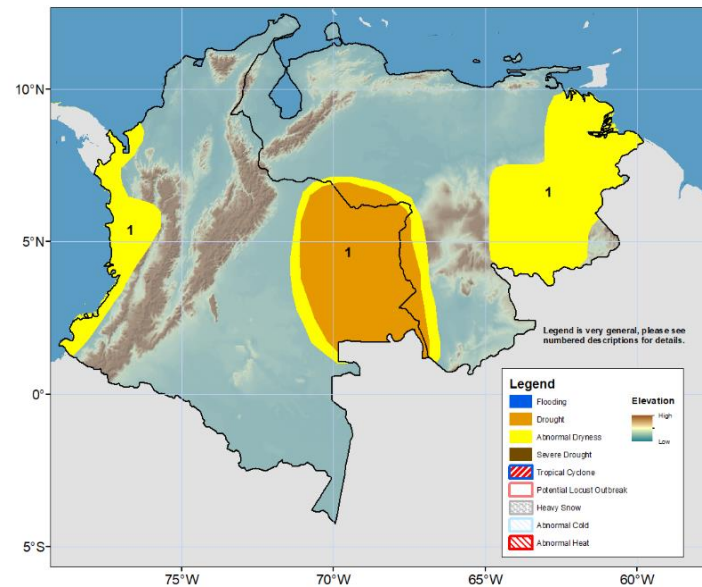 10°N
5°N
0°
5°S
75°W
70°W
65°W
60°W
1
1
1
Legend is very general, please see
numbered descriptions for details.
Legend
Flooding
Drought
Abnormal Dryness
Severe Drought
Tropical Cyclone
Potential Locust Outbreak
Heavy Snow
Abnormal Cold
Abnormal Heat
Elevation
High
Low